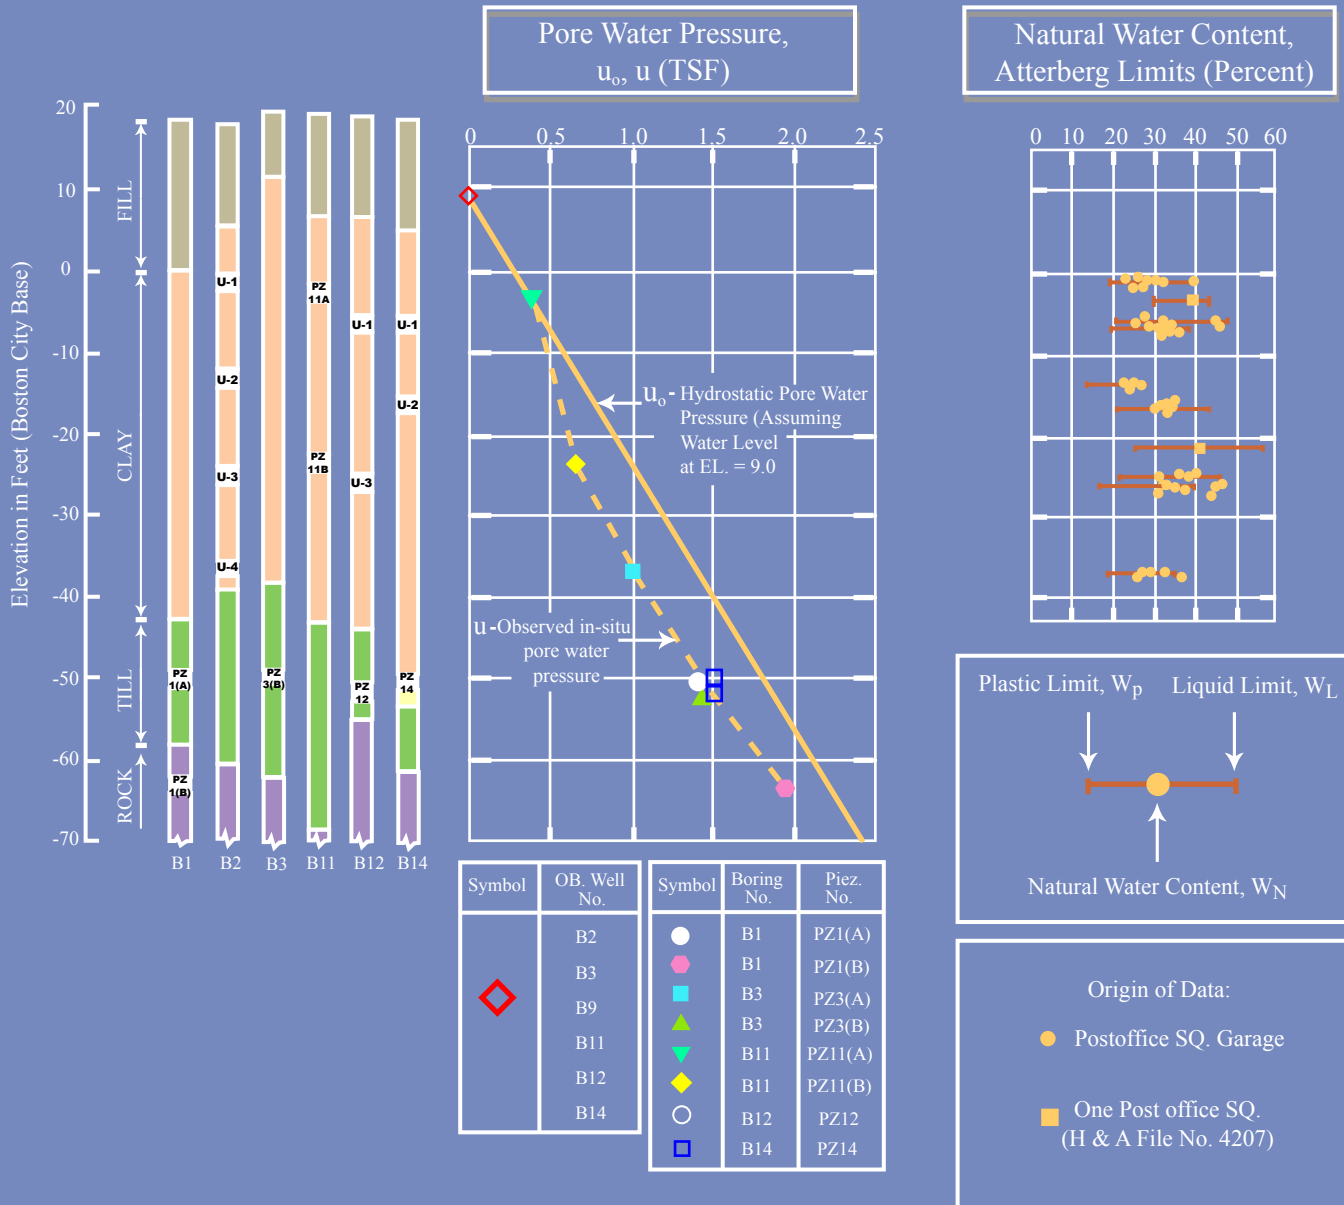 Pore Water Pressure,
uo, u (TSF)
Natural Water Content,
Atterberg Limits (Percent)
0 0.5 1.0 1.5 2.0 2.5
0 10 20 30 40 50 60
Elevation in Feet (Boston City Base)
20
10
0
-10
-20
-30
-40
-50
-60
-70
FILL
CLAY
TILL
ROCK
PZ
1(A)
PZ
1(B)
U-1
U-2
U-3
U-4
PZ
3(B)
PZ
11A
PZ
11B
U-1
U-3
PZ
12
U-1
U-2
PZ
14
B1 B2 B3 B11 B12 B14
uo - Hydrostatic Pore Water
Pressure (Assuming
Water Level
at EL. = 9.0
u -Observed in-situ
pore water
pressure
Symbol OB. Well
No.
B2
B3
B9
B11
B12
B14
Symbol Boring Piez.
No. No.
B1 PZ1(A)
B1 PZ1(B)
B3 PZ3(A)
B3 PZ3(B)
B11 PZ11(A)
B11 PZ11(B)
B12 PZ12
B14 PZ14
Plastic Limit, Wp Liquid Limit, WL
Natural Water Content, WN
Origin of Data:
Postoffice SQ. Garage
One Post office SQ.
(H & A File No. 4207)